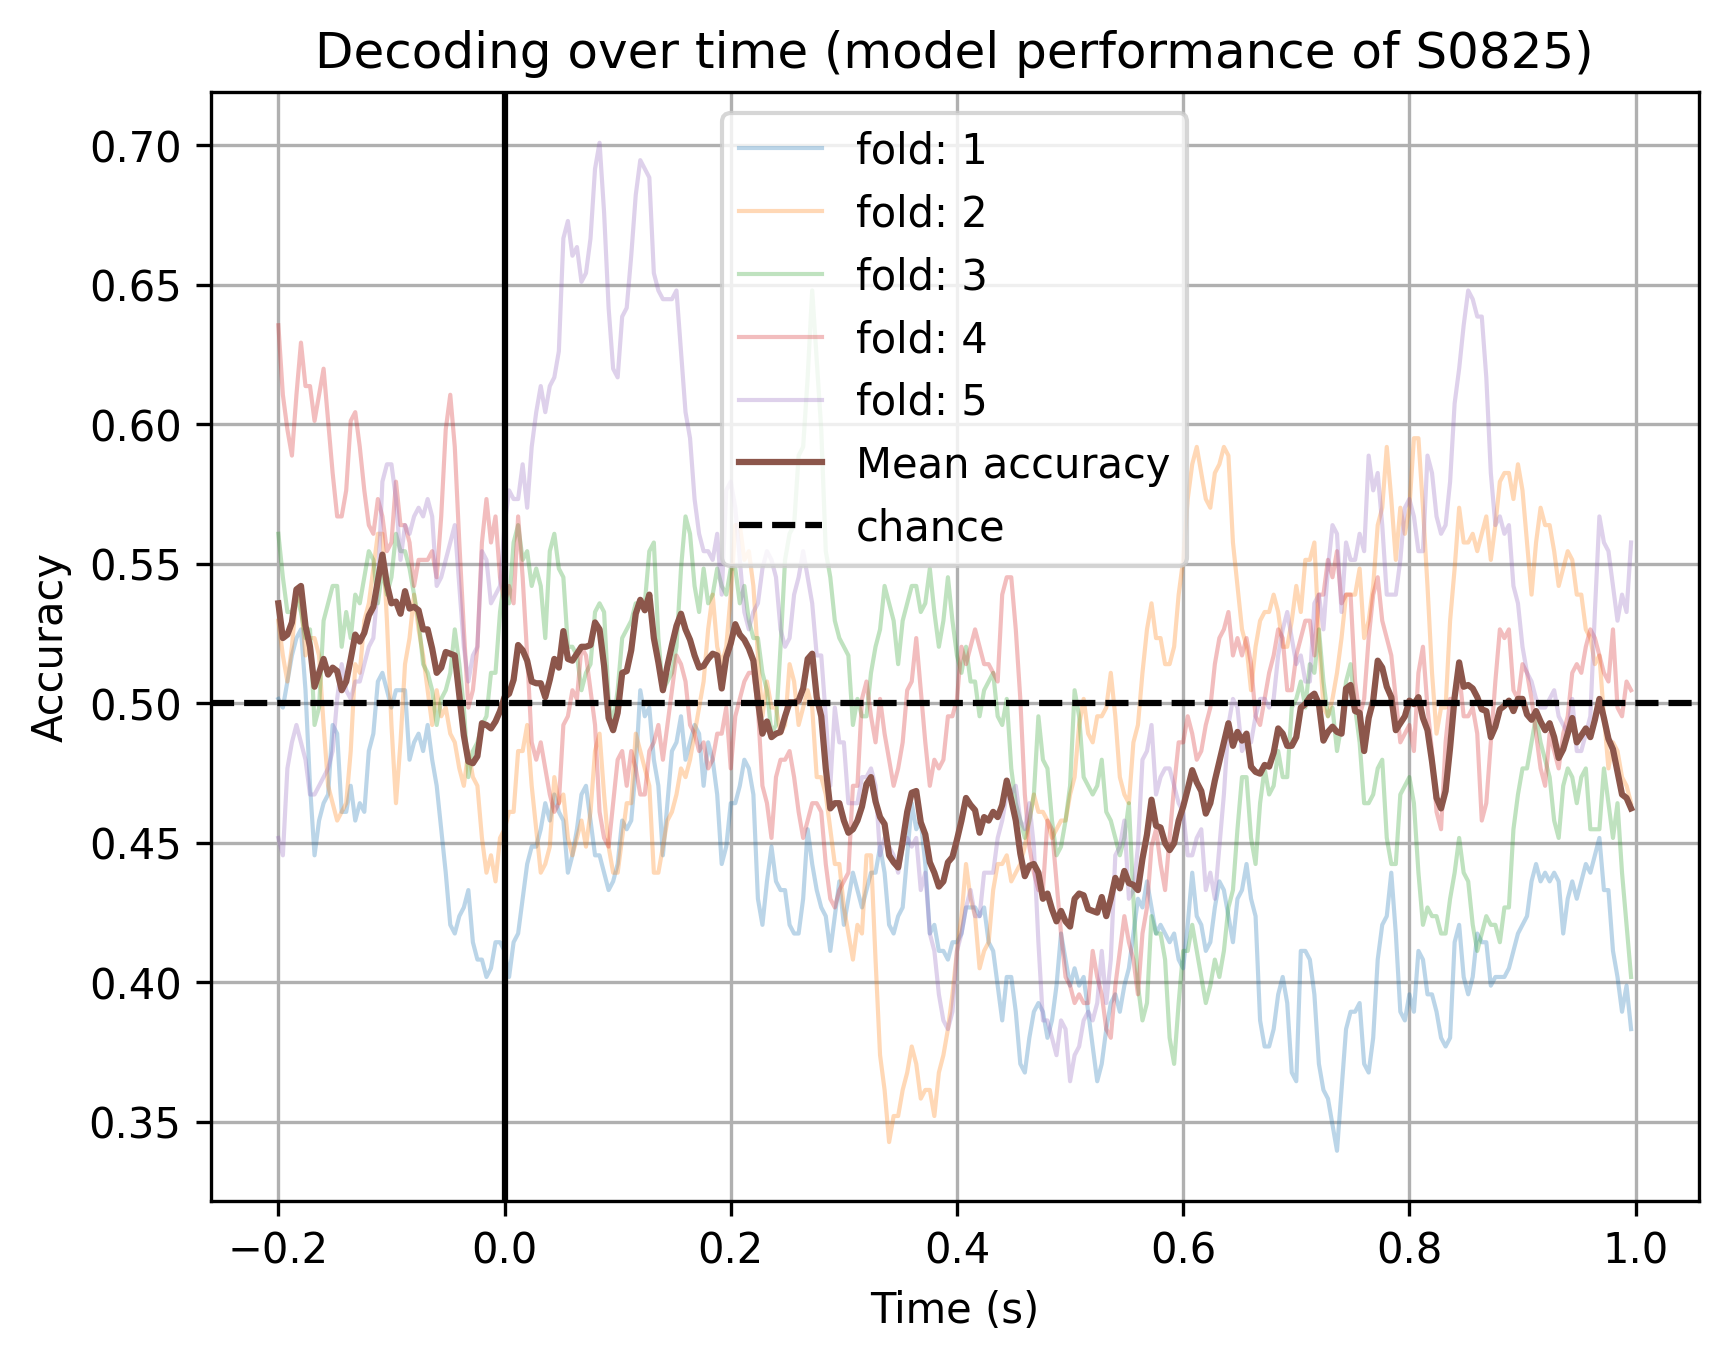 Decoding over time (model performance of S0825)
Accuracy
0.70
0.65
0.60
0.55
0.50
0.45
0.40
0.35
fold: 1
fold: 2
fold: 3
fold: 4
fold: 5
Mean accuracy
chance
−0.2 0.0 0.2 0.4 0.6 0.8 1.0
Time (s)